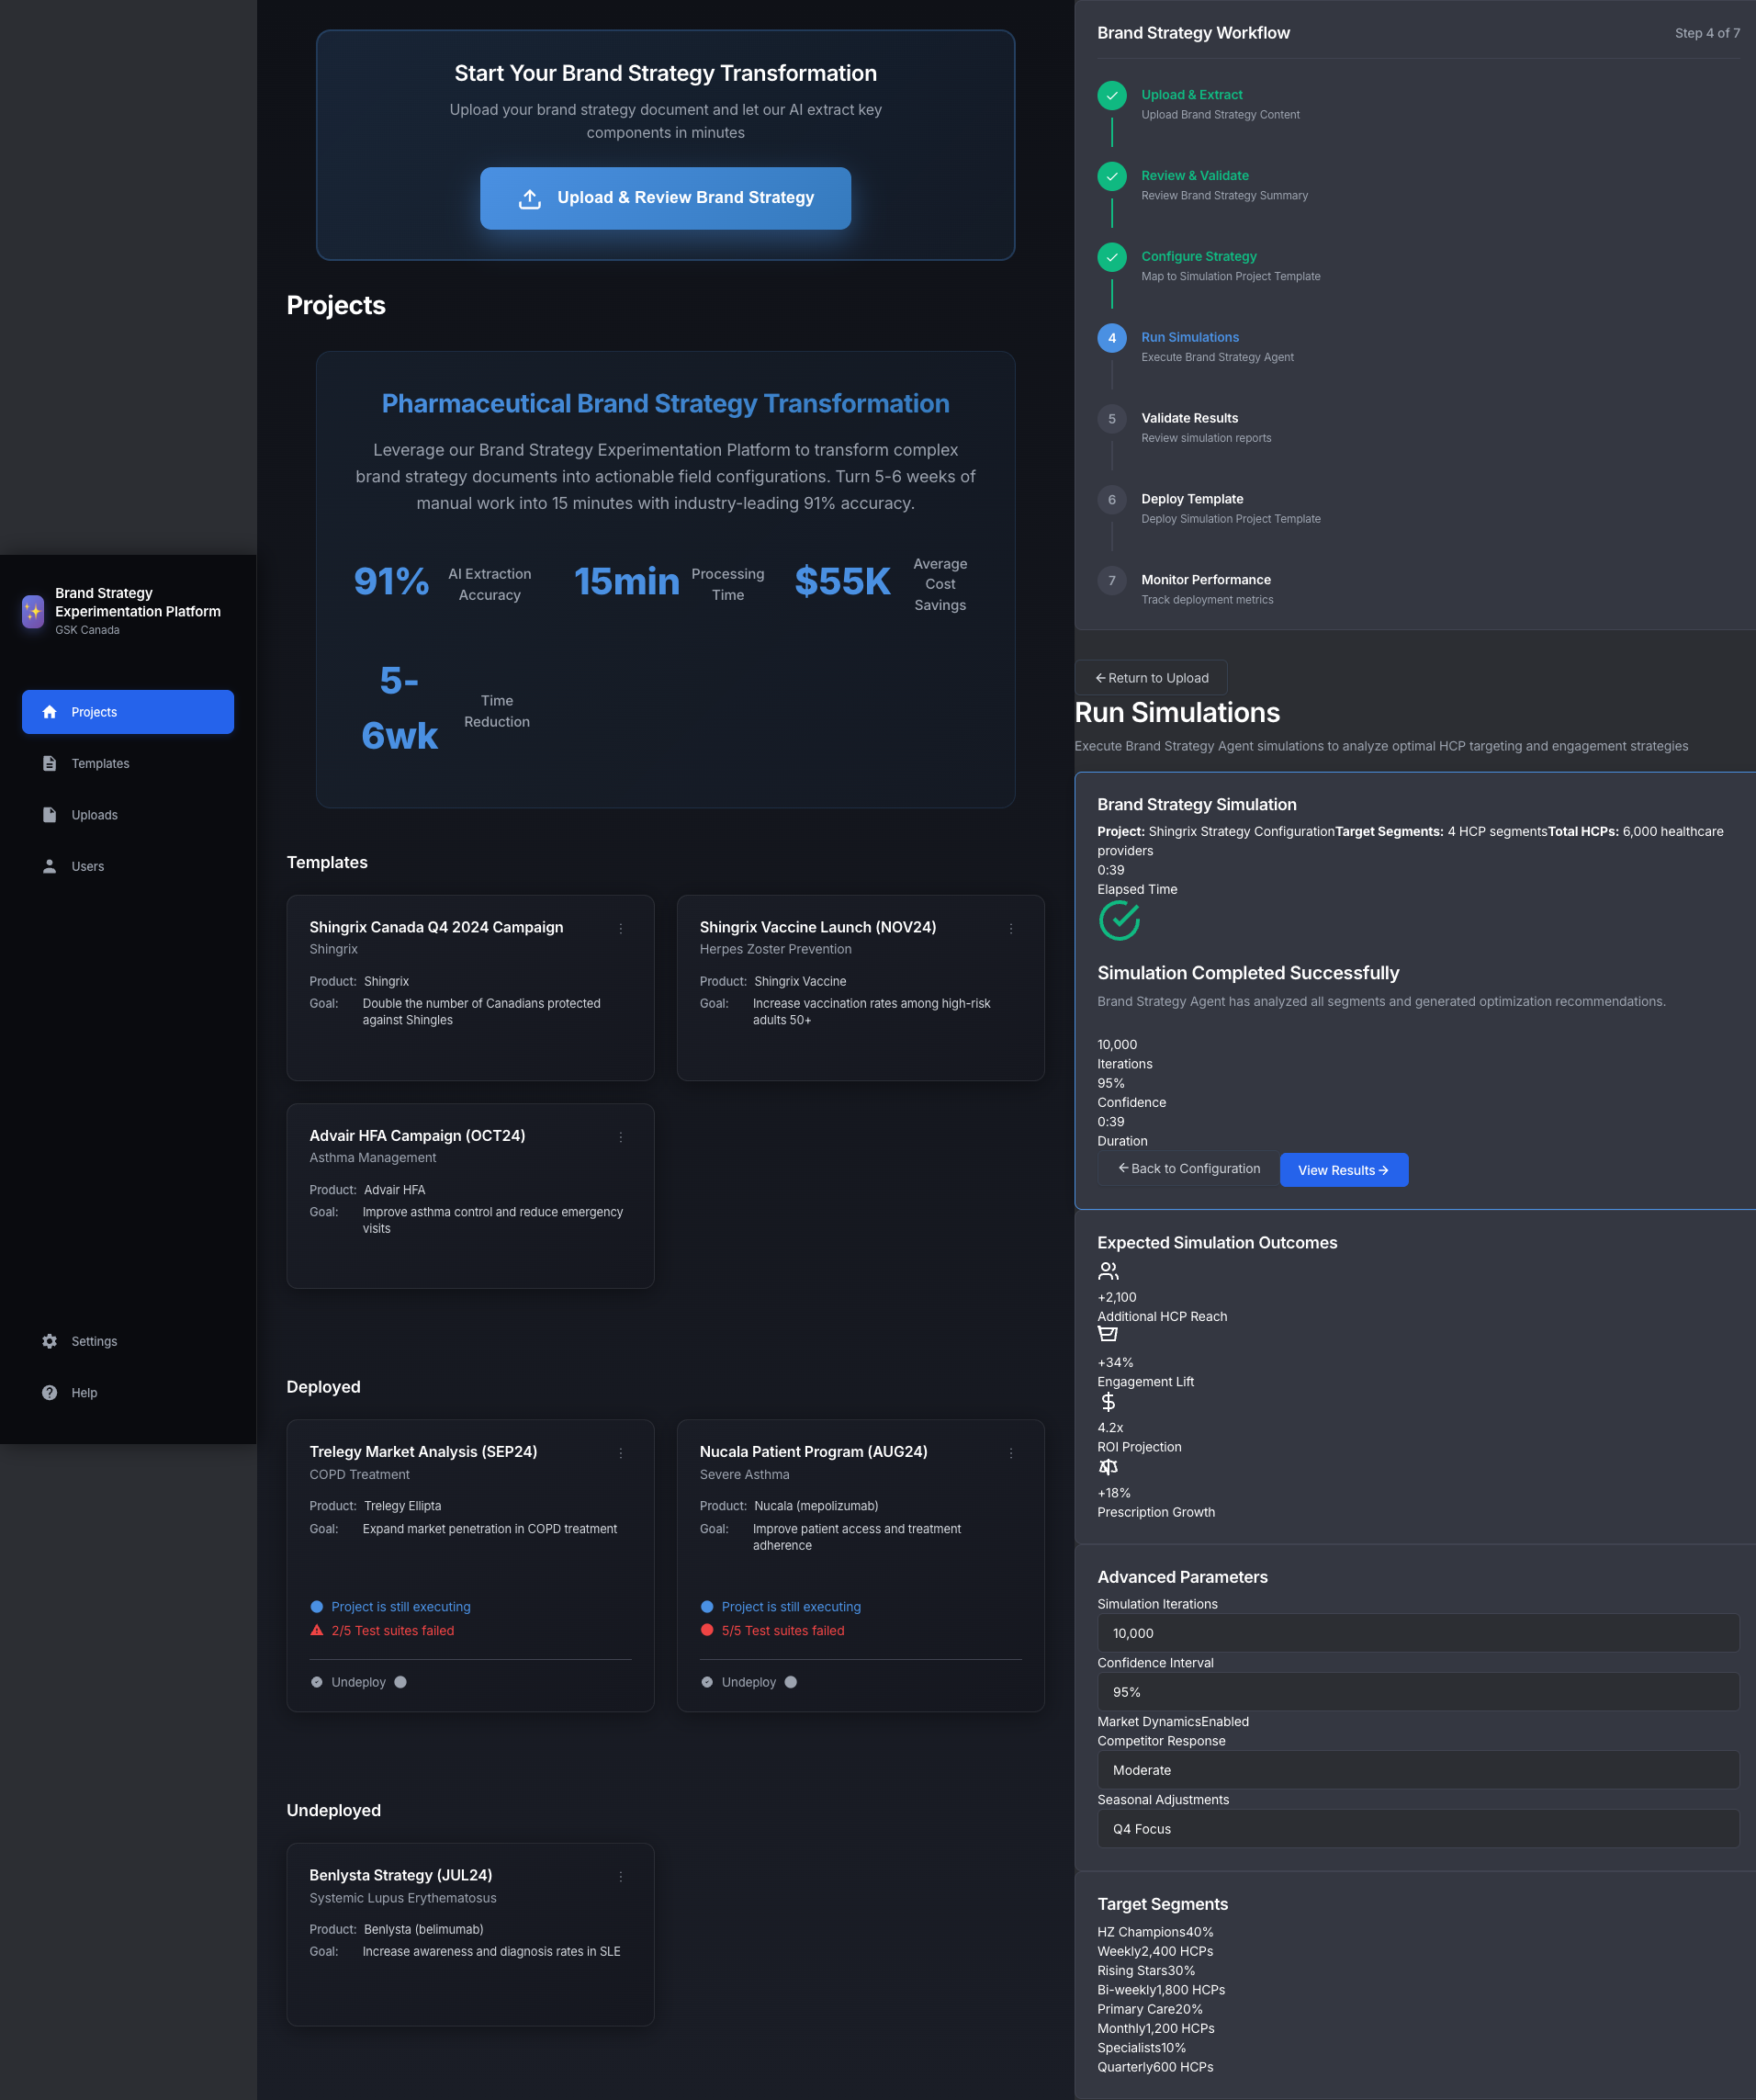 Brand Strategy
Experimentation Platform
GSK Canada
Projects
Templates
Uploads
Users
Settings
Help
Start Your Brand Strategy Transformation
Upload your brand strategy document and let our AI extract key
components in minutes
Upload & Review Brand Strategy
Projects
Pharmaceutical Brand Strategy Transformation
Leverage our Brand Strategy Experimentation Platform to transform complex
brand strategy documents into actionable field configurations. Turn 5-6 weeks of
manual work into 15 minutes with industry-leading 91% accuracy.
91%
AI Extraction
Accuracy
15min
Processing
Time
$55K
Average
Cost
Savings
5-
6wk
Time
Reduction
Templates
Shingrix Canada Q4 2024 Campaign
Shingrix
Product: Shingrix
Goal: Double the number of Canadians protected
against Shingles
Shingrix Vaccine Launch (NOV24)
Herpes Zoster Prevention
Product: Shingrix Vaccine
Goal: Increase vaccination rates among high-risk
adults 50+
Advair HFA Campaign (OCT24)
Asthma Management
Product: Advair HFA
Goal: Improve asthma control and reduce emergency
visits
Deployed
Trelegy Market Analysis (SEP24)
COPD Treatment
Product: Trelegy Ellipta
Goal: Expand market penetration in COPD treatment
Project is still executing
2/5 Test suites failed
Undeploy
Nucala Patient Program (AUG24)
Severe Asthma
Product: Nucala (mepolizumab)
Goal: Improve patient access and treatment
adherence
Project is still executing
5/5 Test suites failed
Undeploy
Undeployed
Benlysta Strategy (JUL24)
Systemic Lupus Erythematosus
Product: Benlysta (belimumab)
Goal: Increase awareness and diagnosis rates in SLE
Brand Strategy Workflow
Step 4 of 7
Upload & Extract
Upload Brand Strategy Content
Review & Validate
Review Brand Strategy Summary
Configure Strategy
Map to Simulation Project Template
4
Run Simulations
Execute Brand Strategy Agent
5
Validate Results
Review simulation reports
6
Deploy Template
Deploy Simulation Project Template
7
Monitor Performance
Track deployment metrics
← Return to Upload
Run Simulations
Execute Brand Strategy Agent simulations to analyze optimal HCP targeting and engagement strategies
Brand Strategy Simulation
Project: Shingrix Strategy ConfigurationTarget Segments: 4 HCP segmentsTotal HCPs: 6,000 healthcare
providers
0:39
Elapsed Time
Simulation Completed Successfully
Brand Strategy Agent has analyzed all segments and generated optimization recommendations.
10,000
Iterations
95%
Confidence
0:39
Duration
← Back to Configuration
View Results →
Expected Simulation Outcomes
+2,100
Additional HCP Reach
+34%
Engagement Lift
4.2x
ROI Projection
+18%
Prescription Growth
Advanced Parameters
Simulation Iterations
10,000
Confidence Interval
95%
Market DynamicsEnabled
Competitor Response
Moderate
Seasonal Adjustments
Q4 Focus
Target Segments
HZ Champions40%
Weekly2,400 HCPs
Rising Stars30%
Bi-weekly1,800 HCPs
Primary Care20%
Monthly1,200 HCPs
Specialists10%
Quarterly600 HCPs